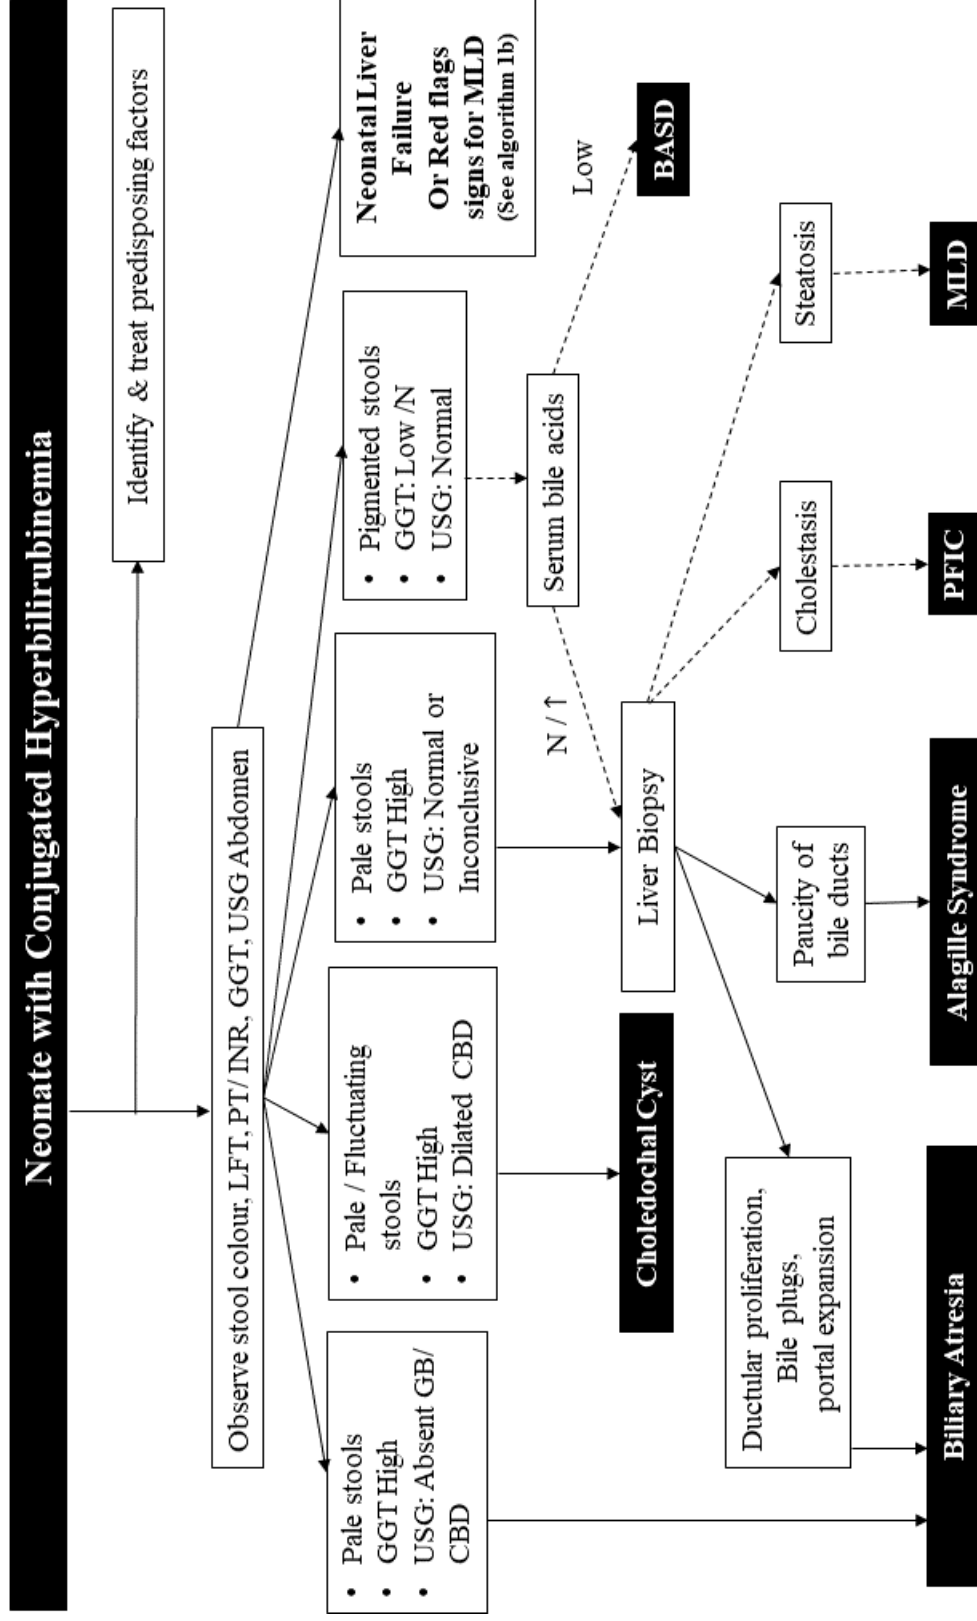 Neonate with Conjugated Hyperbilirubinemia
Identify & treat predisposing factors
Observe stool colour, LFT, PT/ INR, GGT, USG Abdomen
• Pale stools
• GGT High
• USG: Absent GB/
CBD
• Pale / Fluctuating
stools
• GGT High
• USG: Dilated CBD
• Pale stools
• GGT High
• USG: Normal or
Inconclusive
• Pigmented stools
• GGT: Low /N
• USG: Normal
Neonatal Liver
Failure
Or Red flags
signs for MLD
(See algorithm 1b)
Serum bile acids
N / ↑
Low
Choledochal Cyst
Liver Biopsy
BASD
Ductular proliferation,
Bile plugs,
portal expansion
Paucity of
bile ducts
Cholestasis
Steatosis
Biliary Atresia
Alagille Syndrome
PFIC
MLD